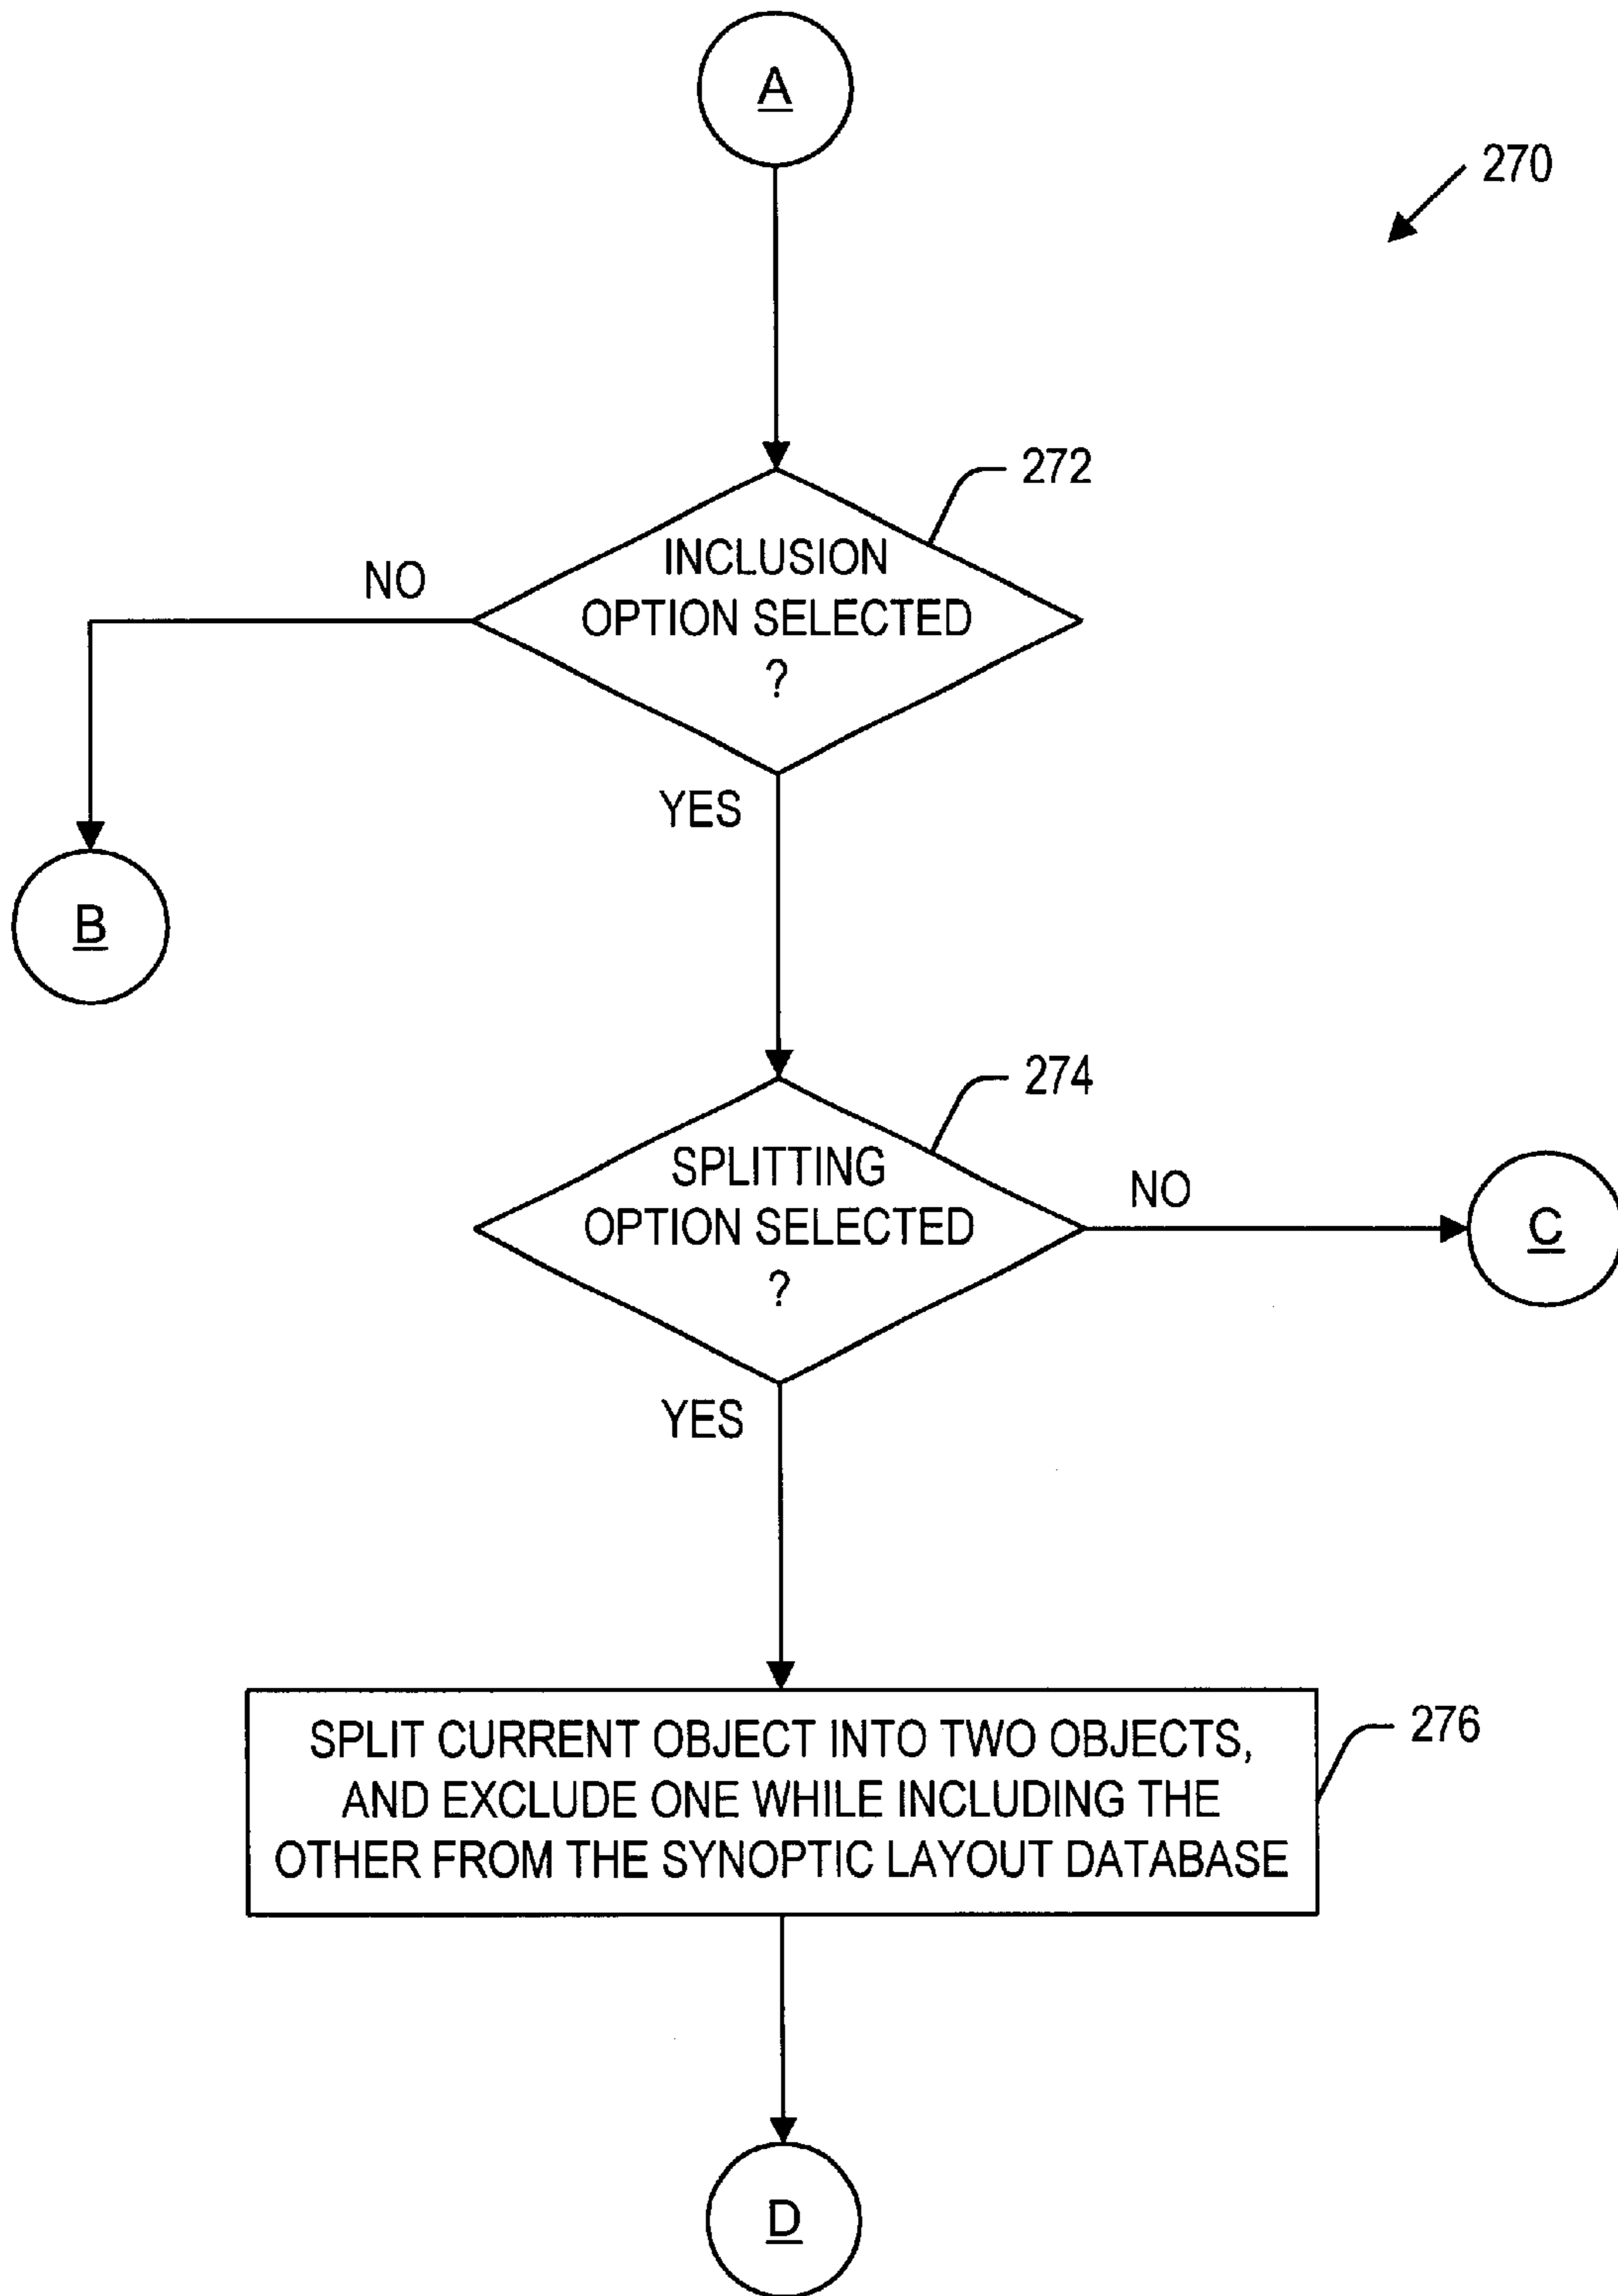 A
270
272
INCLUSION
OPTION SELECTED
?
NO
YES
B
274
SPLITTING
OPTION SELECTED
?
NO
C
YES
276
SPLIT CURRENT OBJECT INTO TWO OBJECTS,
AND EXCLUDE ONE WHILE INCLUDING THE
OTHER FROM THE SYNOPTIC LAYOUT DATABASE
D